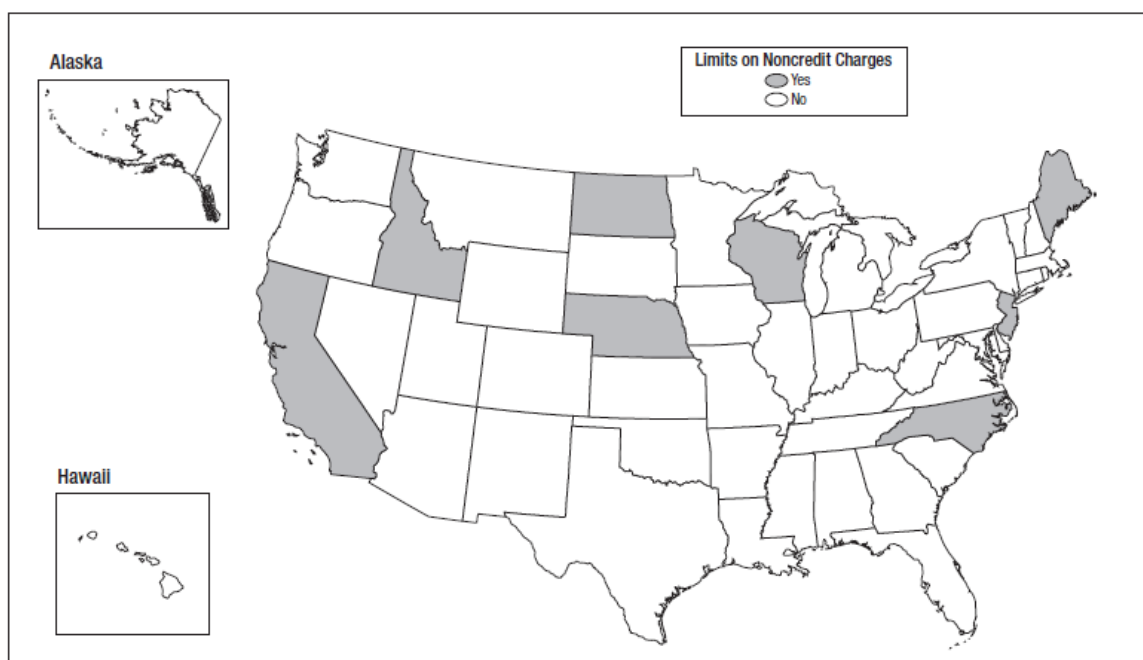 Alaska
Limits on Noncredit Charges
Yes
No
Hawaii